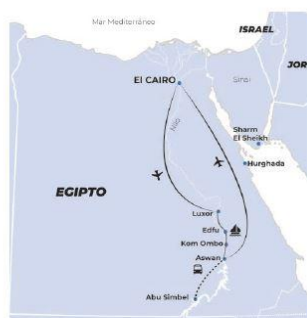 Mar Mediterráneo
ISRAEL
EL CAIRO
Sinaí
JOR
Nilo
Sharm
El Sheikh
Hurghada
EGIPTO
Luxor
Edfu
Kom Ombo
Aswan
Abu Simbel